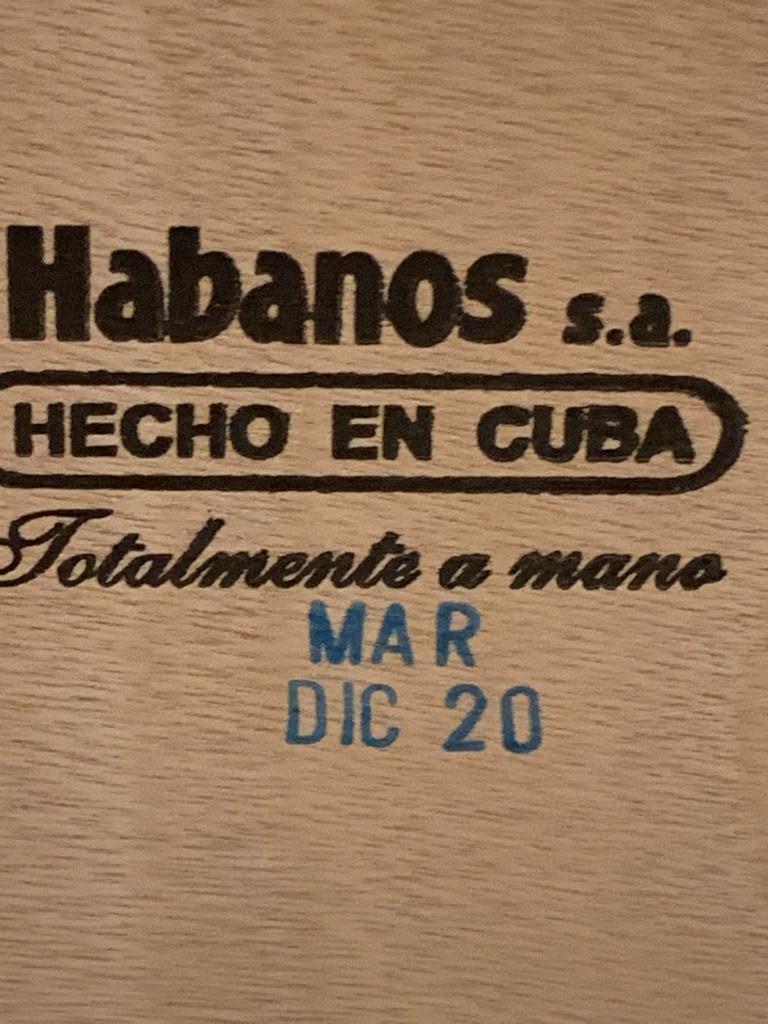 Habanos s.a.
HECHO EN CUBA
Totalmente a mano
MAR
DIC 20